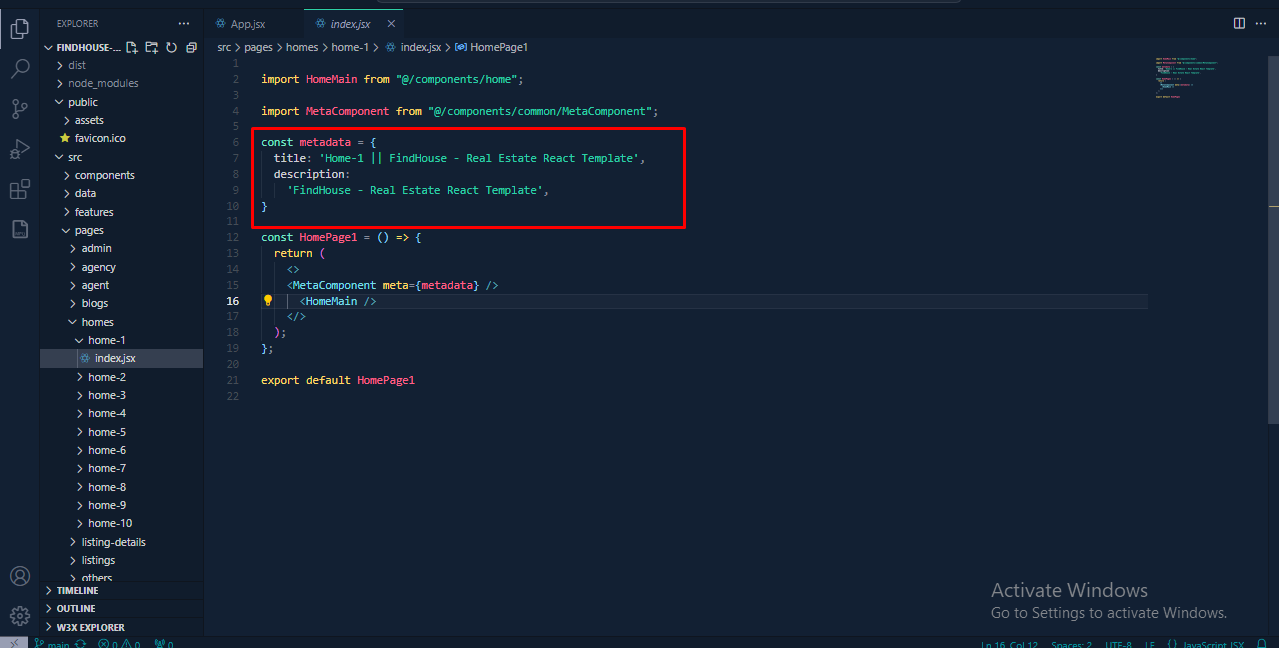 EXPLORER
FINDHOUSE-...
dist
node_modules
public
assets
favicon.ico
src
components
data
features
pages
admin
agency
agent
blogs
homes
home-1
index.jsx
home-2
home-3
home-4
home-5
home-6
home-7
home-8
home-9
home-10
listing-details
listings
others
TIMELINE
OUTLINE
W3X EXPLORER
App.jsx
index.jsx
src > pages > homes > home-1 > index.jsx > HomePage1
1
2 import HomeMain from "@/components/home";
3
4 import MetaComponent from "@/components/common/MetaComponent";
5
6 const metadata = {
7 title: 'Home-1 || FindHouse - Real Estate React Template',
8 description:
9 'FindHouse - Real Estate React Template',
10 }
11
12 const HomePage1 = () => {
13 return (
14 <>
15 <MetaComponent meta={metadata} />
16 <HomeMain />
17 </>
18 );
19 };
20
21 export default HomePage1
22
Activate Windows
Go to Settings to activate Windows.
main 0 0 0 Ln 16, Col 12 Spaces: 2 UTF-8 LF {} JavaScript JSX